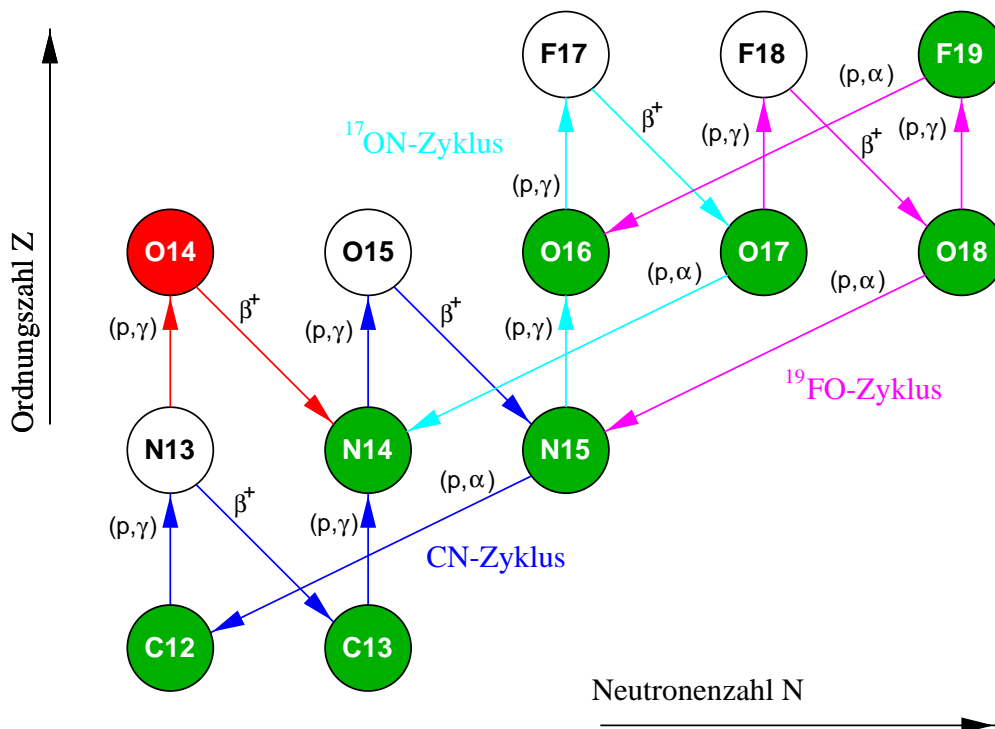 F17
F18
F19
(p,α)
β⁺
(p,γ)
β⁺
(p,γ)
¹⁷ON-Zyklus
(p,γ)
Ordnungszahl Z
O14
O15
O16
O17
O18
(p,α)
(p,α)
(p,γ)
β⁺
(p,γ)
β⁺
(p,γ)
¹⁹FO-Zyklus
N13
N14
N15
(p,α)
β⁺
(p,γ)
(p,γ)
CN-Zyklus
C12
C13
Neutronenzahl N